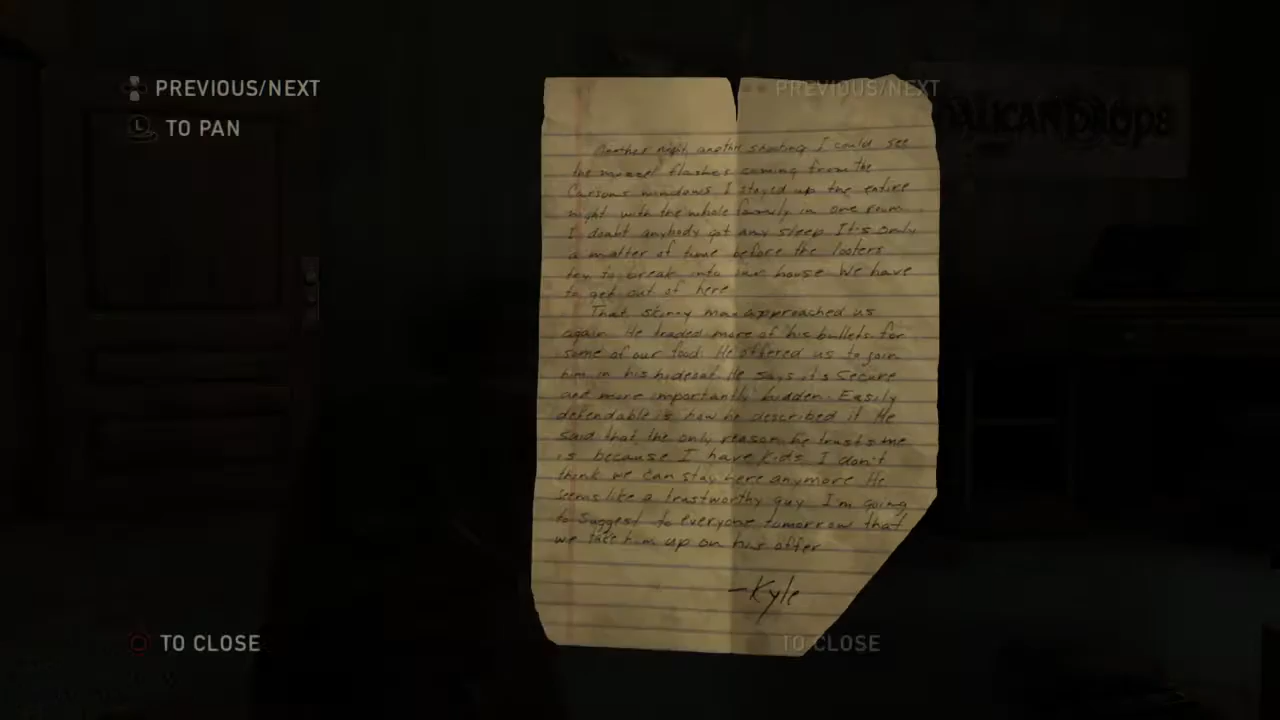 PREVIOUS/NEXT
L TO PAN
PREVIOUS/NEXT
Another night, another shooting I could see
the muzzel flashes coming from the
Carsons windows I stayed up the entire
night with the whole family in one room
I doubt anybody got any sleep It's only
a matter of time before the looters
try to break into our house We have
to get out of here
That skinny man approached us
again. He traded more of his bullets for
some of our food. He offered us to join
him in his hideout. He says it's secure
and more importantly hidden. Easily
defendable is how he described it He
said that the only reason he trusts me
is because I have kids I don't
think we can stay here anymore He
seems like a trustworthy guy I'm going
to suggest to everyone tomorrow that
we take him up on his offer
-Kyle
TO CLOSE
TO CLOSE